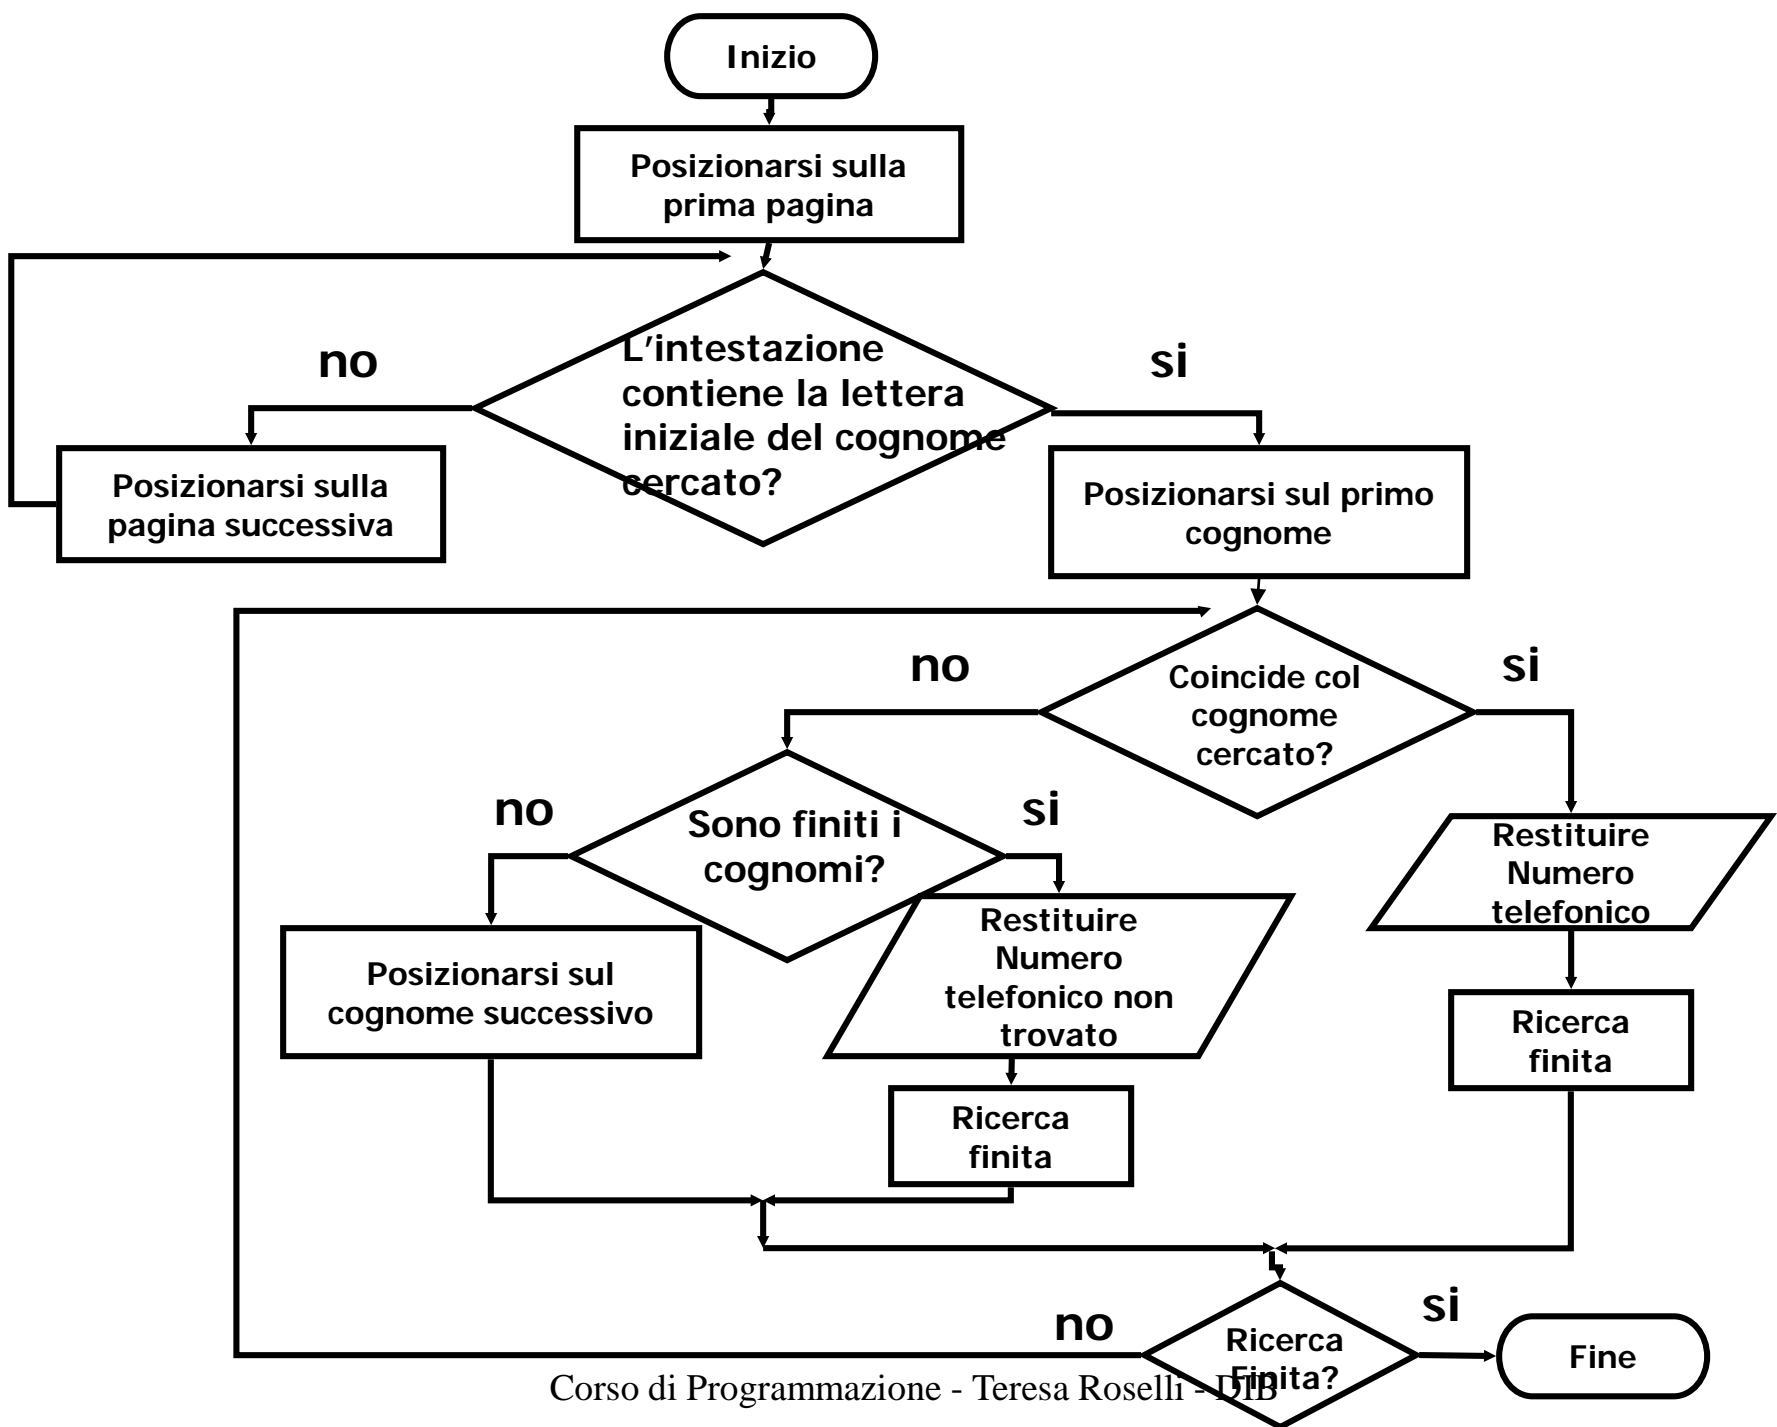 Inizio
Posizionarsi sulla
prima pagina
no
si
L'intestazione
contiene la lettera
iniziale del cognome
cercato?
Posizionarsi sulla
pagina successiva
Posizionarsi sul primo
cognome
no
si
Coincide col
cognome
cercato?
no
si
Sono finiti i
cognomi?
Restituire
Numero
telefonico
Posizionarsi sul
cognome successivo
Restituire
Numero
telefonico non
trovato
Ricerca
finita
Ricerca
finita
no
si
Ricerca
Finita?
Fine
Corso di Programmazione - Teresa Roselli - DIB